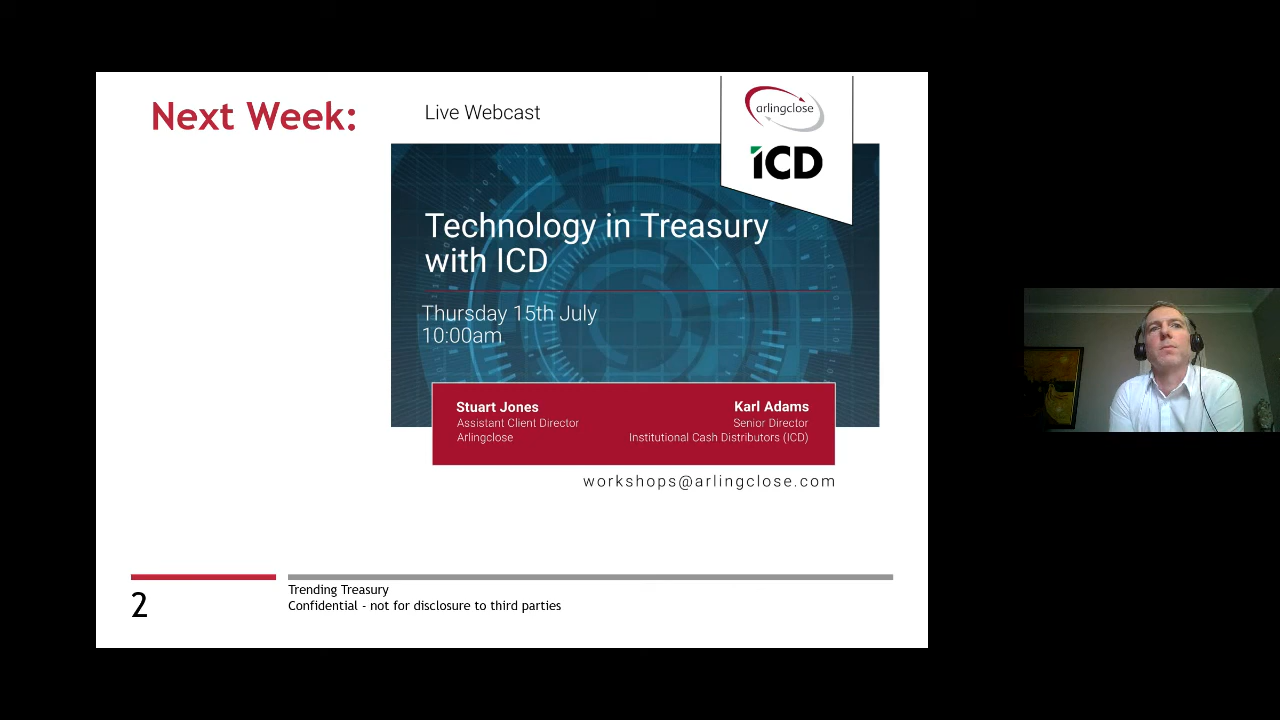 Next Week:
Live Webcast
arlingclose
iCD
Technology in Treasury
with ICD
Thursday 15th July
10:00am
Stuart Jones
Assistant Client Director
Arlingclose
Karl Adams
Senior Director
Institutional Cash Distributors (ICD)
workshops@arlingclose.com
2
Trending Treasury
Confidential - not for disclosure to third parties